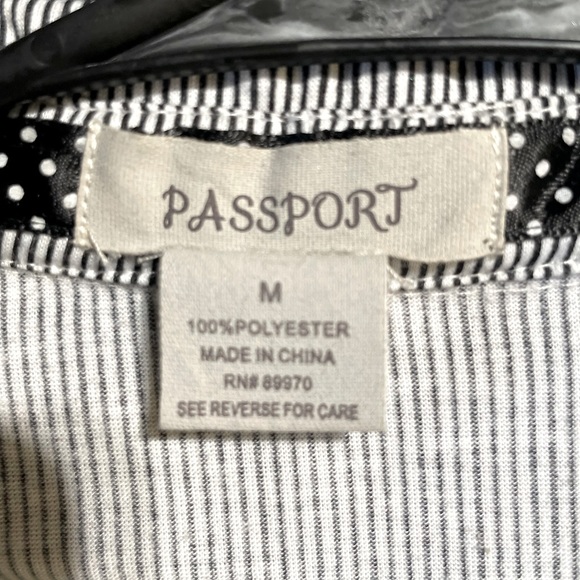 PASSPORT
M
100%POLYESTER
MADE IN CHINA
RN# 89970
SEE REVERSE FOR CARE